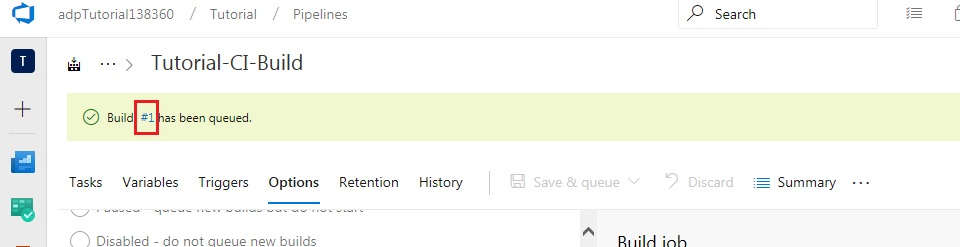 adpTutorial138360 / Tutorial / Pipelines
Search
T
··· > Tutorial-CI-Build
Build #1 has been queued.
Tasks Variables Triggers Options Retention History Save & queue Discard Summary ···
Paused - queue new builds but do not start
Disabled - do not queue new builds
Build job